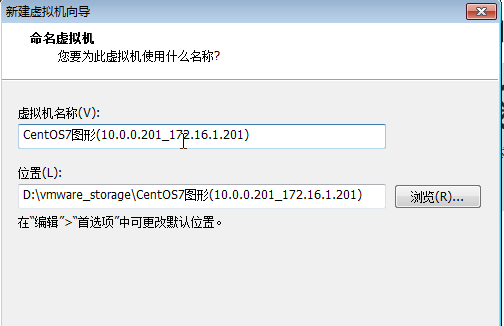 新建虚拟机向导
命名虚拟机
您要为此虚拟机使用什么名称?
虚拟机名称(V):
CentOS7图形(10.0.0.201_172.16.1.201)
位置(L):
D:\vmware_storage\CentOS7图形(10.0.0.201_172.16.1.201)
浏览(R)...
在“编辑”>“首选项”中可更改默认位置。